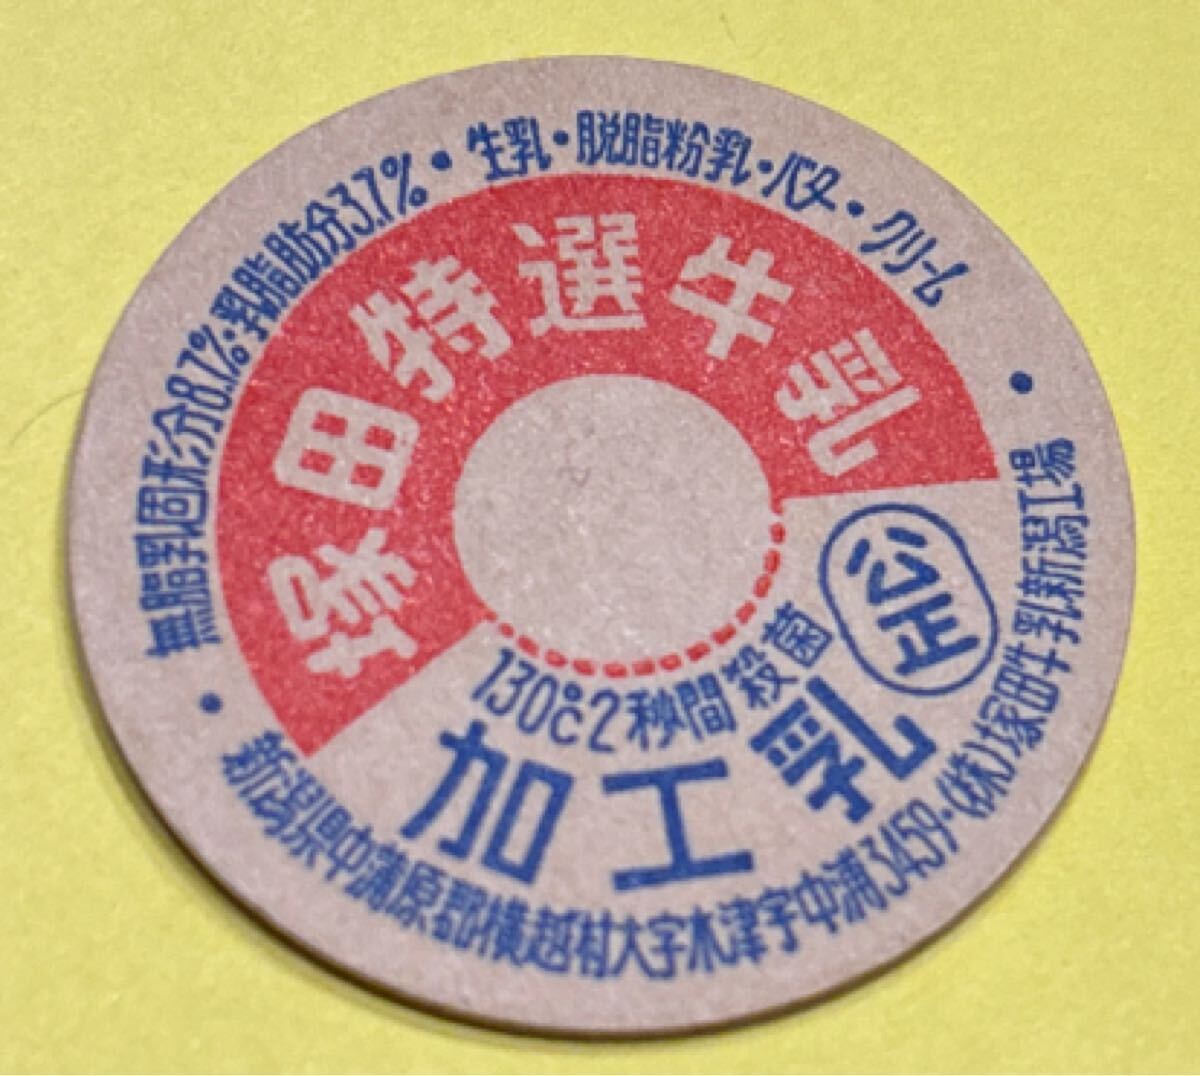 無脂乳固形分8.7%・乳脂肪分3.7%・生乳・脱脂粉乳・バター・クリーム
塚田特選牛乳
公正
130℃2秒間殺菌
加工乳
新潟県中蒲原郡横越村大字木津字中浦3459・(株)塚田牛乳新潟工場